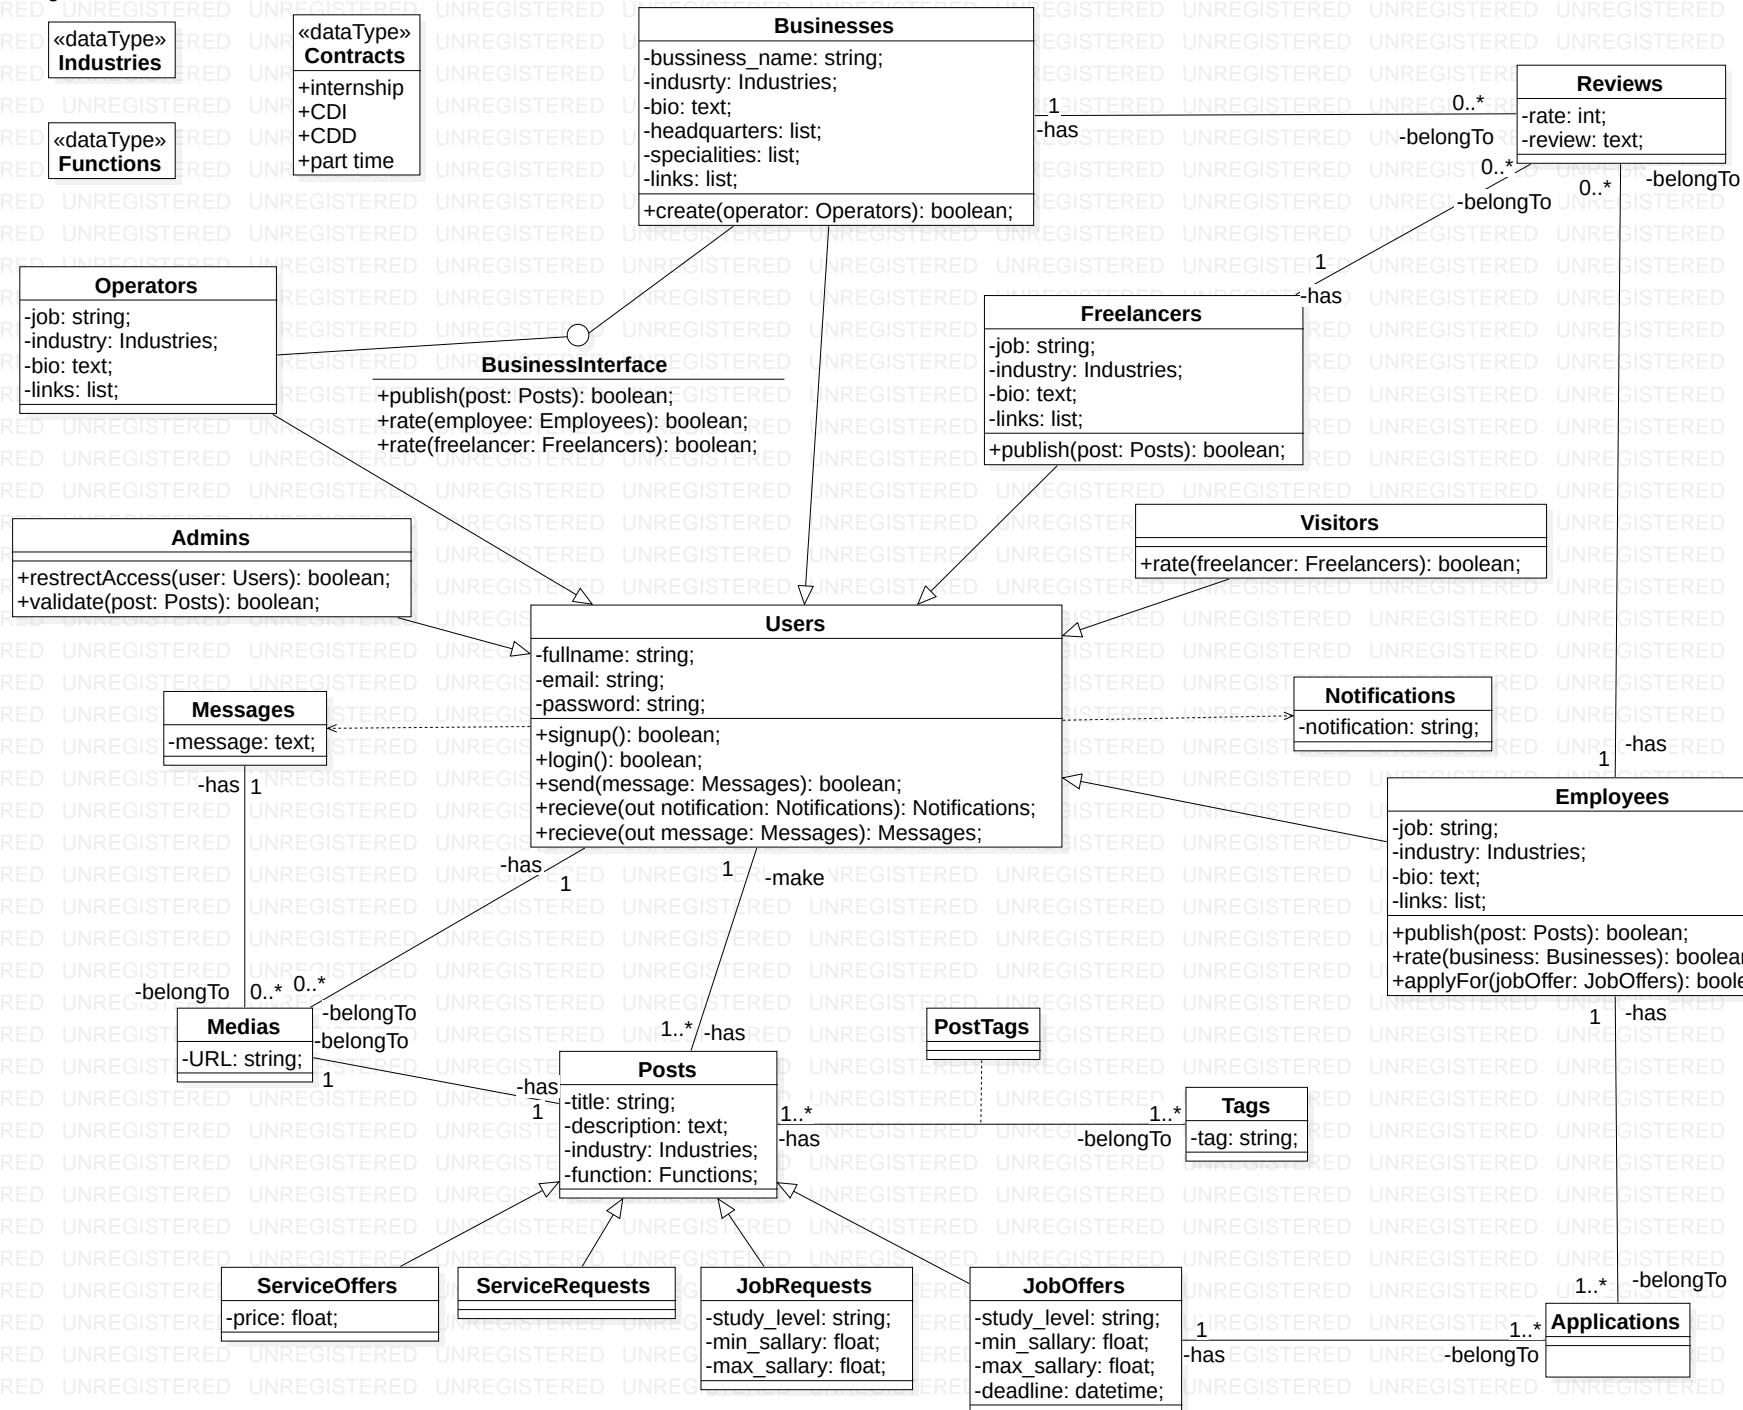 «dataType»
Industries
«dataType»
Functions
«dataType»
Contracts
+internship
+CDI
+CDD
+part time
Businesses
-bussiness_name: string;
-indusrty: Industries;
-bio: text;
-headquarters: list;
-specialities: list;
-links: list;
+create(operator: Operators): boolean;
1
-has
0..*
-belongTo
Reviews
-rate: int;
-review: text;
0..*
-belongTo
0..*
-belongTo
1
-has
Operators
-job: string;
-industry: Industries;
-bio: text;
-links: list;
BusinessInterface
+publish(post: Posts): boolean;
+rate(employee: Employees): boolean;
+rate(freelancer: Freelancers): boolean;
Freelancers
-job: string;
-industry: Industries;
-bio: text;
-links: list;
+publish(post: Posts): boolean;
Admins
+restrectAccess(user: Users): boolean;
+validate(post: Posts): boolean;
Visitors
+rate(freelancer: Freelancers): boolean;
Users
-fullname: string;
-email: string;
-password: string;
+signup(): boolean;
+login(): boolean;
+send(message: Messages): boolean;
+recieve(out notification: Notifications): Notifications;
+recieve(out message: Messages): Messages;
Messages
-message: text;
-has 1
Notifications
-notification: string;
-has
1
Employees
-job: string;
-industry: Industries;
-bio: text;
-links: list;
+publish(post: Posts): boolean;
+rate(business: Businesses): boolea
+applyFor(jobOffer: JobOffers): boole
-has
1
1
-make
-belongTo 0..*
0..*
-belongTo
Medias
-URL: string;
-belongTo
1
-has
1
1..* -has
Posts
-title: string;
-description: text;
-industry: Industries;
-function: Functions;
PostTags
1..*
-has
1..*
-belongTo
Tags
-tag: string;
1 -has
1..* -belongTo
ServiceOffers
-price: float;
ServiceRequests
JobRequests
-study_level: string;
-min_sallary: float;
-max_sallary: float;
JobOffers
-study_level: string;
-min_sallary: float;
-max_sallary: float;
-deadline: datetime;
1
-has
1..*
-belongTo
Applications
UNREGISTERED